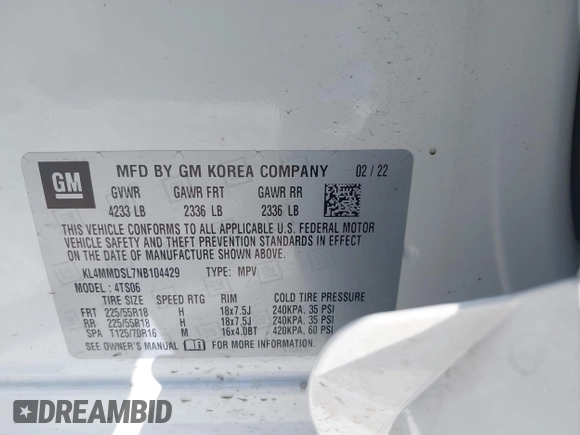 GM
MFD BY GM KOREA COMPANY 02/22
GVWR GAWR FRT GAWR RR
4233 LB 2336 LB 2336 LB
THIS VEHICLE CONFORMS TO ALL APPLICABLE U.S. FEDERAL MOTOR
VEHICLE SAFETY AND THEFT PREVENTION STANDARDS IN EFFECT
ON THE DATE OF MANUFACTURE SHOWN ABOVE.
KL4MMDSL7NB104429 TYPE: MPV
MODEL: 4TS06
TIRE SIZE SPEED RTG RIM COLD TIRE PRESSURE
FRT 225/55R18 H 18x7.5J 240KPA, 35 PSI
RR 225/55R18 H 18x7.5J 240KPA, 35 PSI
SPA T125/70R16 M 16x4.0BT 420KPA, 60 PSI
SEE OWNER'S MANUAL FOR MORE INFORMATION.
DREAMBID